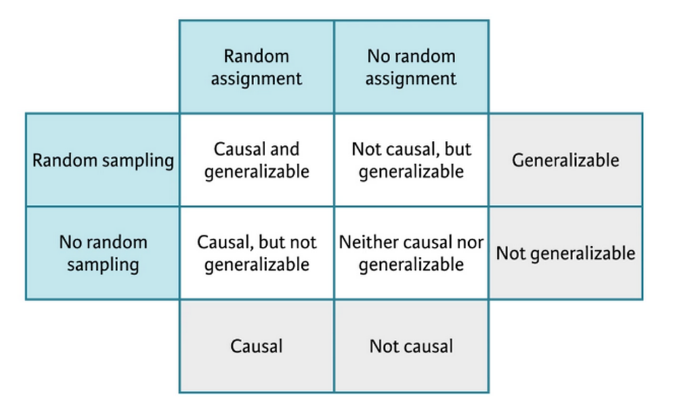 Random
assignment
No random
assignment
Random sampling
Causal and
generalizable
Not causal, but
generalizable
Generalizable
No random
sampling
Causal, but not
generalizable
Neither causal nor
generalizable
Not generalizable
Causal
Not causal